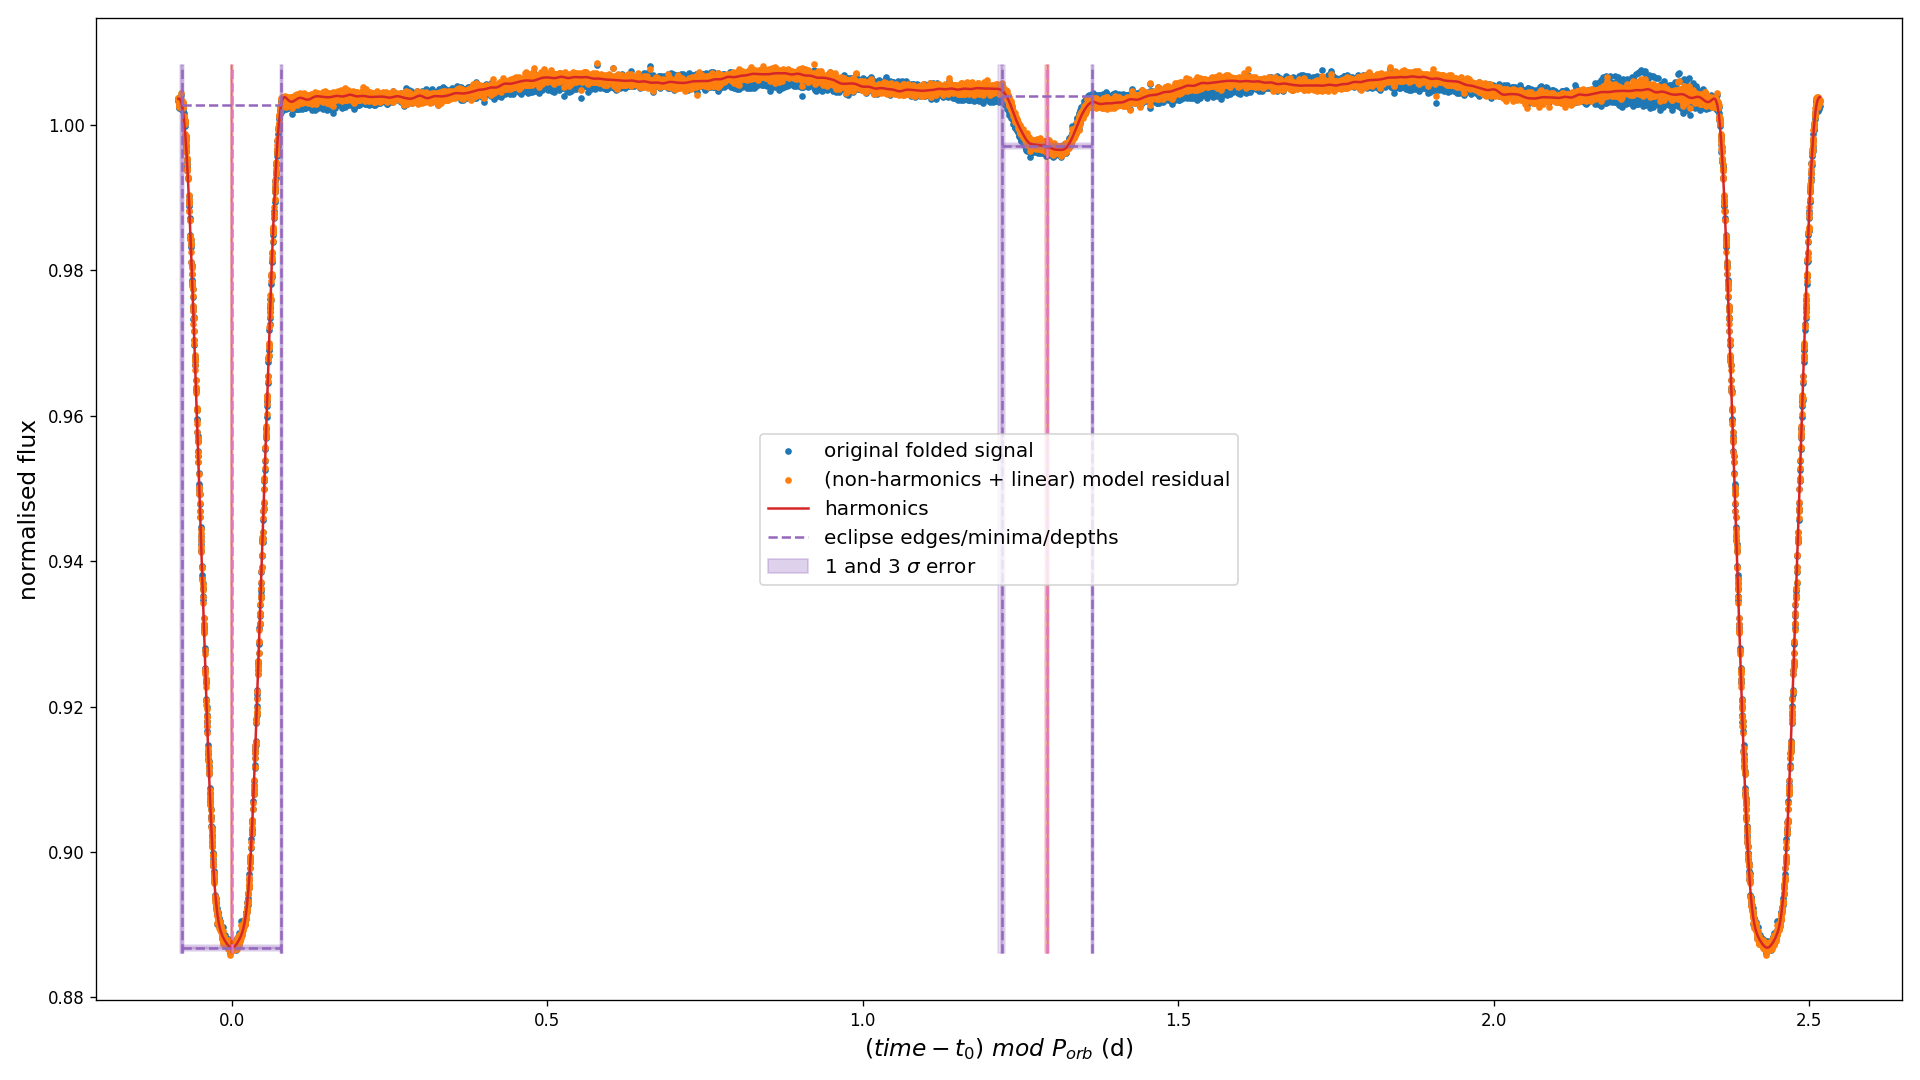 normalised flux
1.00
0.98
0.96
0.94
0.92
0.90
0.88
original folded signal
(non-harmonics + linear) model residual
harmonics
eclipse edges/minima/depths
1 and 3 σ error
0.0 0.5 1.0 1.5 2.0 2.5
(time − t₀) mod P_orb (d)